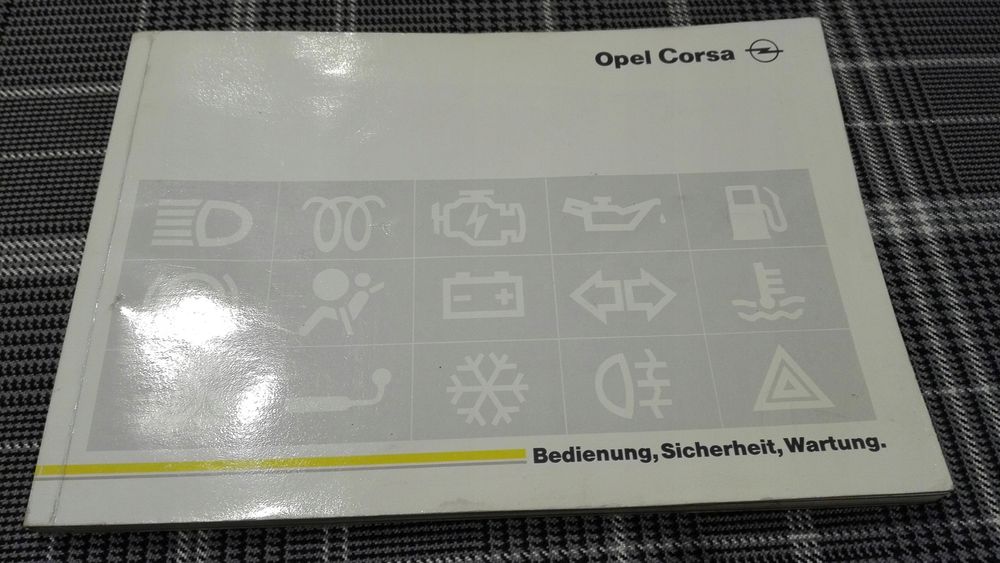 Opel Corsa
Bedienung, Sicherheit, Wartung.